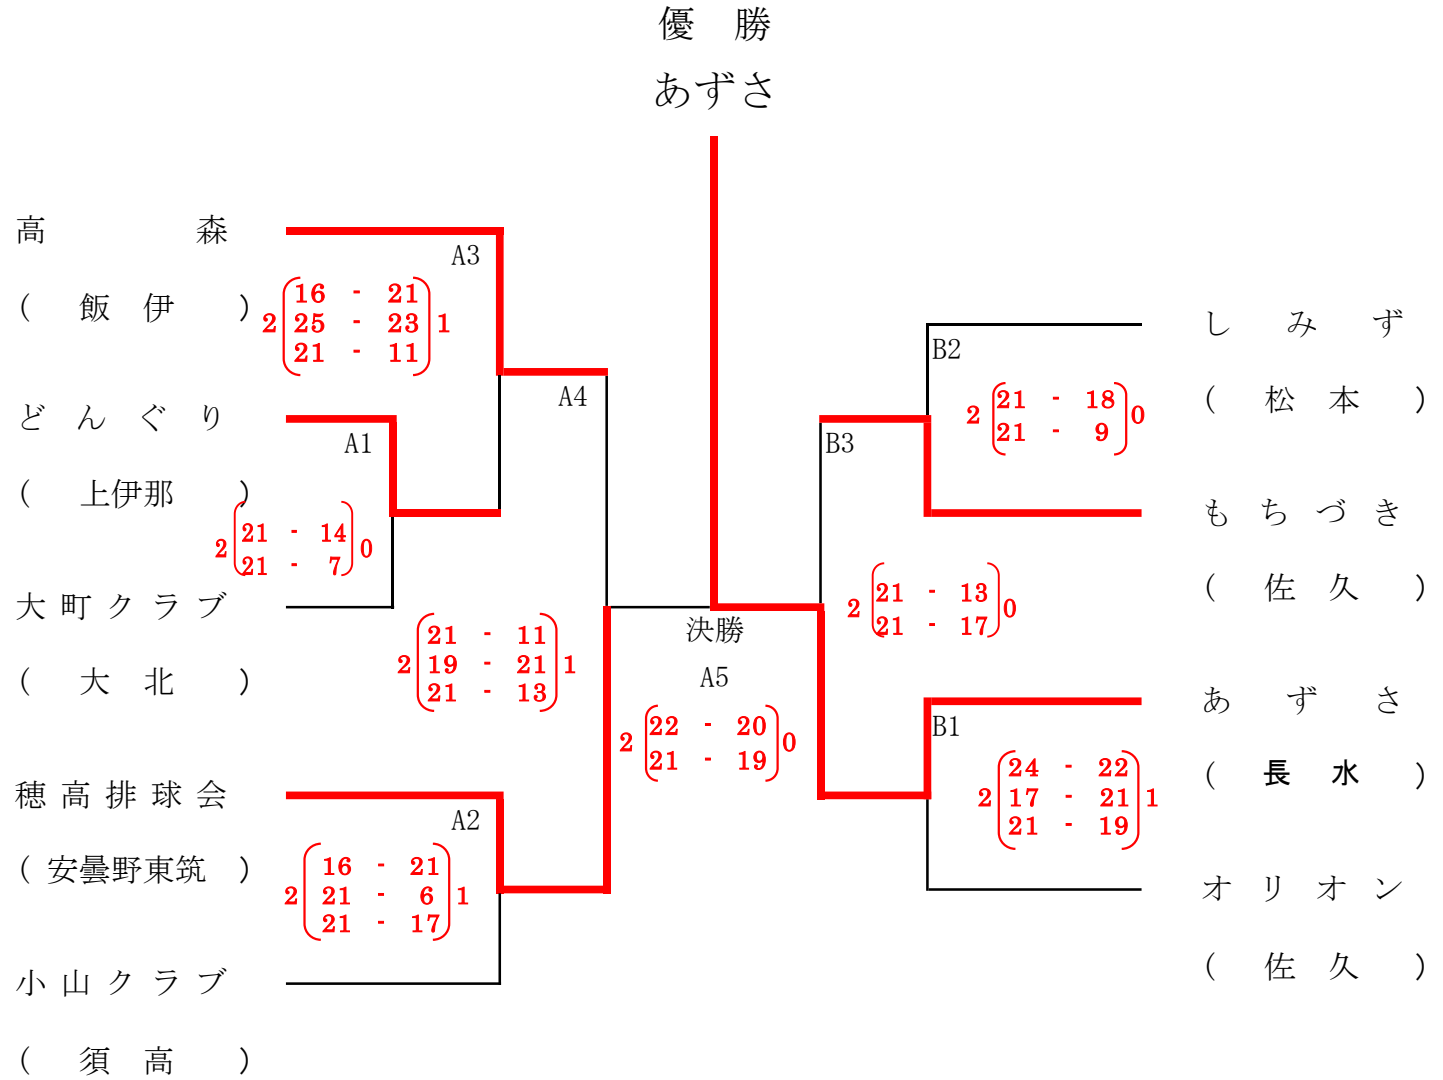 優 勝
あずさ
高 森
( 飯 伊 )
A3
2 16 - 21 1
25 - 23
21 - 11
どんぐり
( 上伊那 )
A1
2 21 - 14 0
21 - 7
大町クラブ
( 大 北 )
A4
2 21 - 11 1
19 - 21
21 - 13
穂高排球会
( 安曇野東筑 )
A2
2 16 - 21 1
21 - 6
21 - 17
小山クラブ
( 須 高 )
決勝
A5
2 22 - 20 0
21 - 19
しみず
( 松 本 )
B2
2 21 - 18 0
21 - 9
もちづき
( 佐 久 )
B3
2 21 - 13 0
21 - 17
あずさ
( 長 水 )
B1
2 24 - 22 1
17 - 21
21 - 19
オリオン
( 佐 久 )